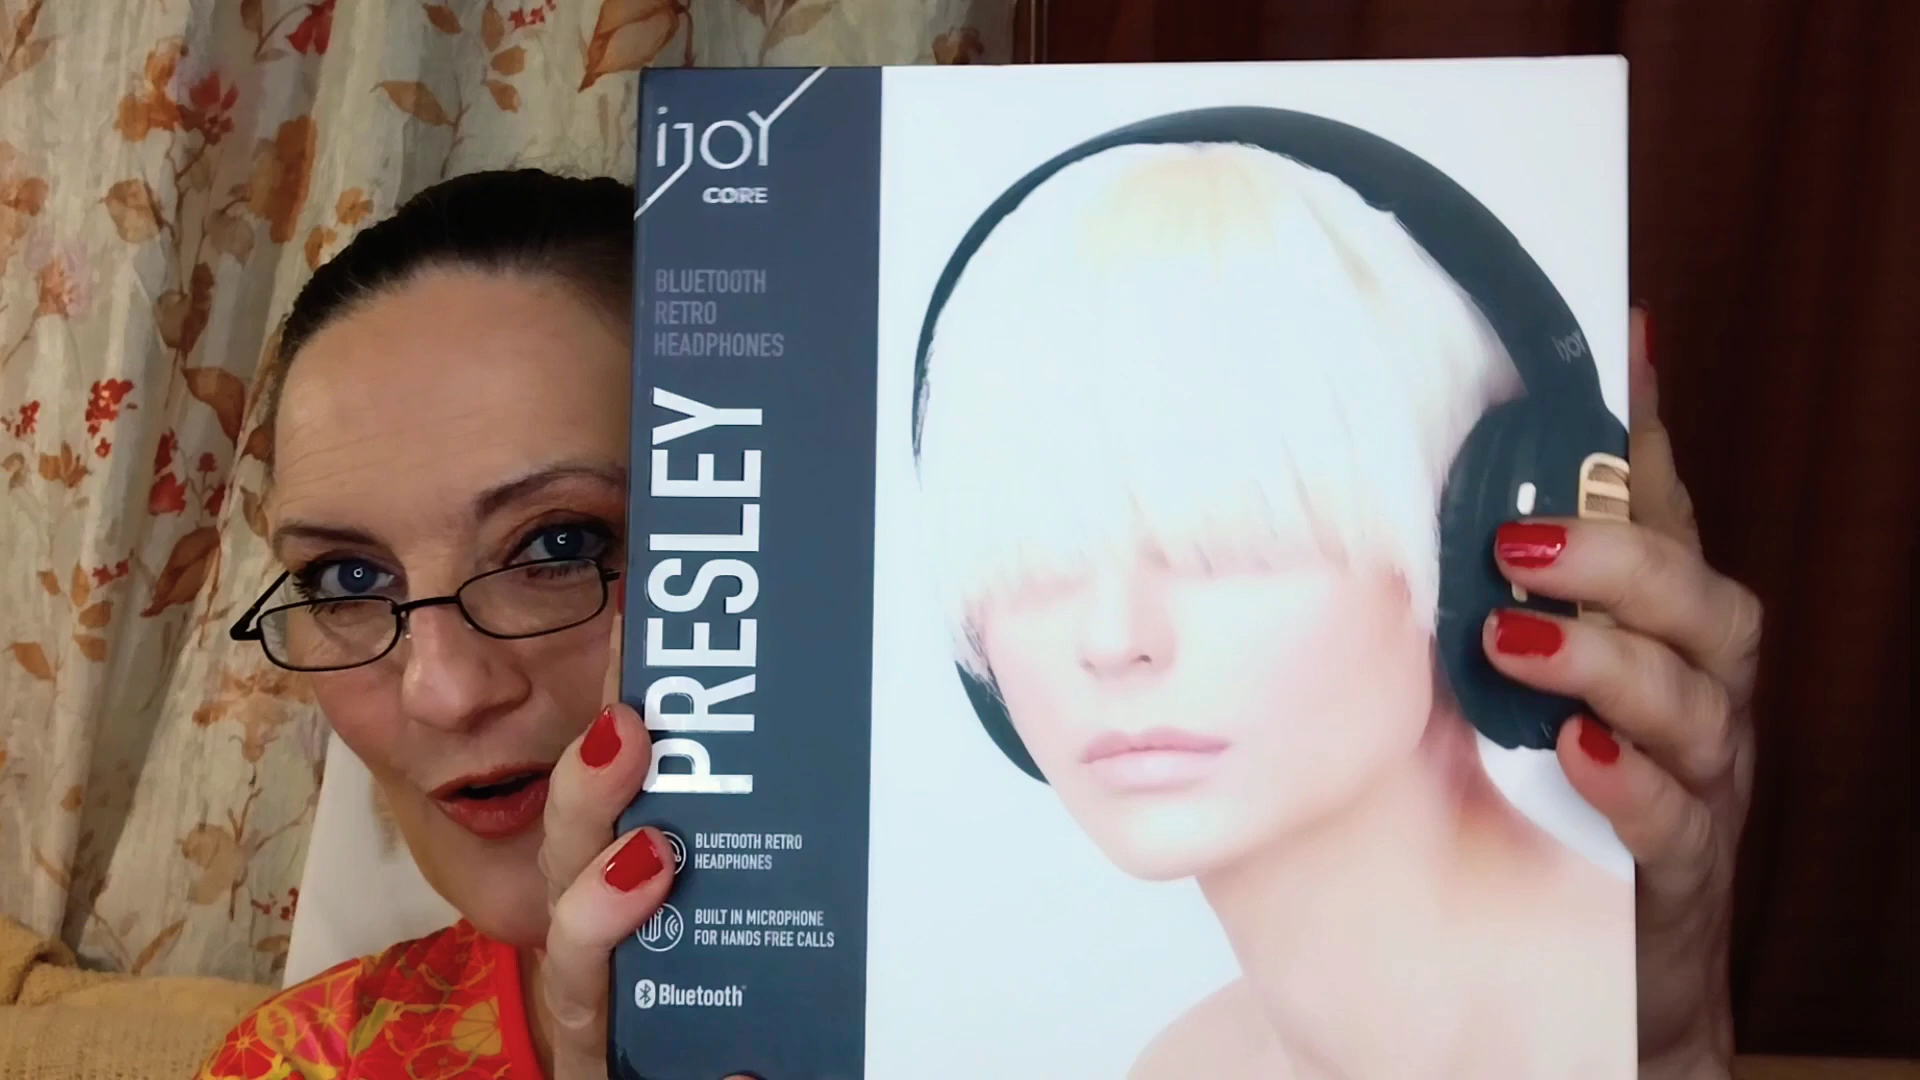 iJOY
CORE
BLUETOOTH
RETRO
HEADPHONES
PRESLEY
BLUETOOTH RETRO
HEADPHONES
BUILT IN MICROPHONE
FOR HANDS FREE CALLS
Bluetooth
iJOY